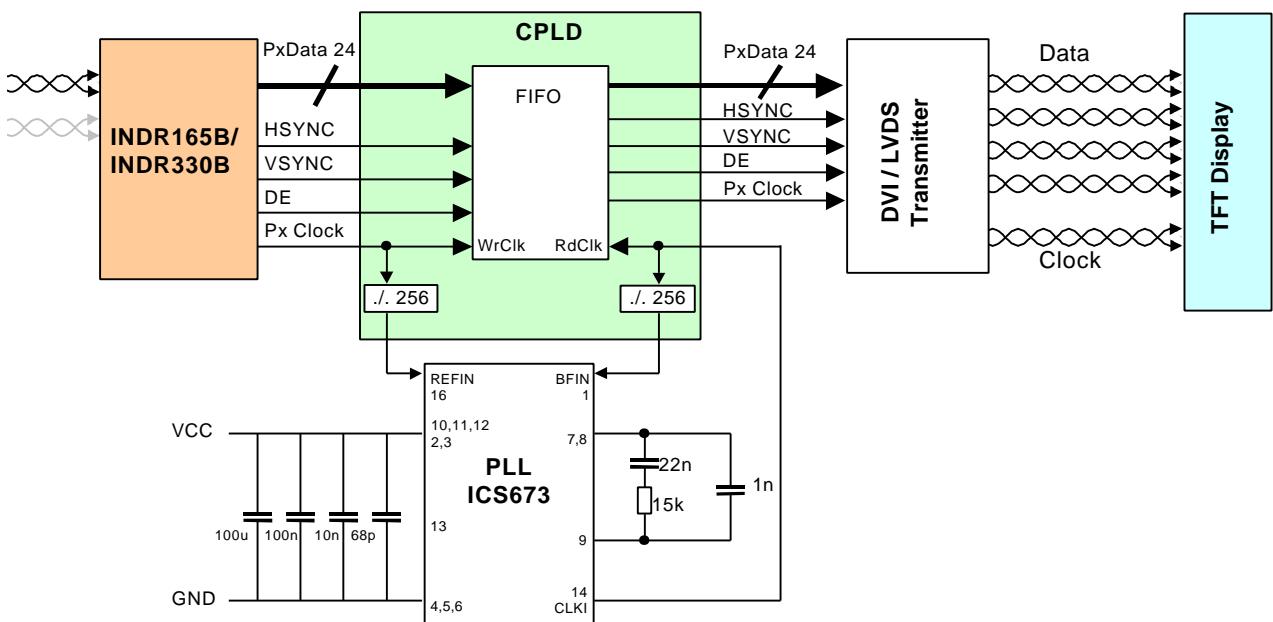 CPLD
PxData 24
FIFO
PxData 24
Data
INDR165B/
INDR330B
HSYNC
VSYNC
DE
Px Clock
WrClk
RdClk
HSYNC
VSYNC
DE
Px Clock
DVI / LVDS
Transmitter
Clock
TFT Display
./. 256
./. 256
REFIN
16
BFIN
1
VCC
10,11,12
2,3
7,8
PLL
ICS673
22n
15k
1n
100u
100n
10n
68p
13
9
GND
4,5,6
14
CLKI